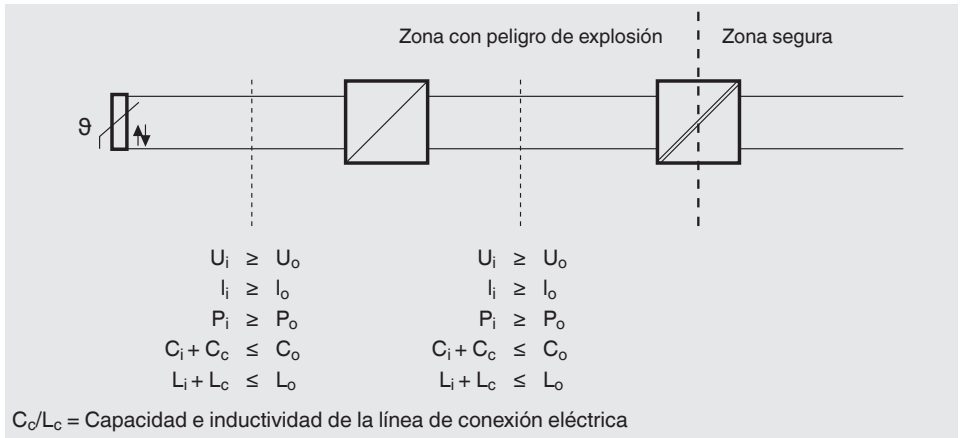 Zona con peligro de explosión Zona segura
ϑ
Uᵢ ≥ Uₒ Uᵢ ≥ Uₒ
Iᵢ ≥ Iₒ Iᵢ ≥ Iₒ
Pᵢ ≥ Pₒ Pᵢ ≥ Pₒ
Cᵢ + C꜀ ≤ Cₒ Cᵢ + C꜀ ≤ Cₒ
Lᵢ + L꜀ ≤ Lₒ Lᵢ + L꜀ ≤ Lₒ
C꜀/L꜀ = Capacidad e inductividad de la línea de conexión eléctrica